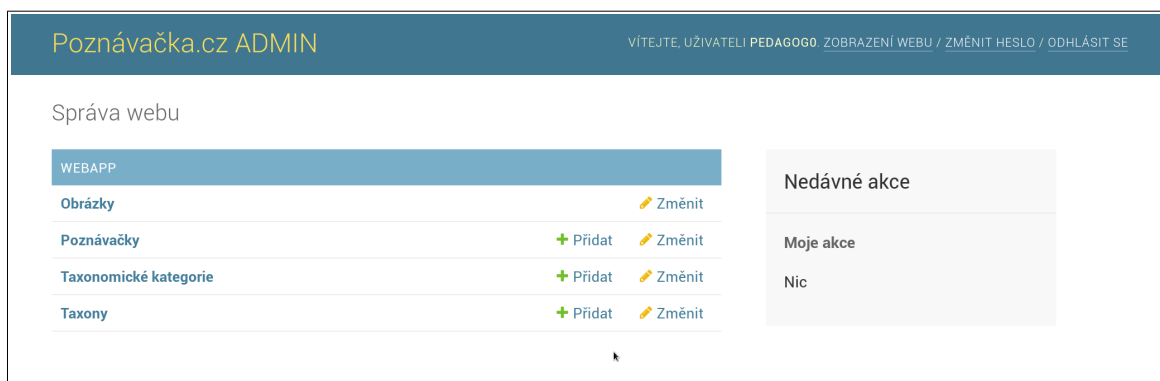 Poznávačka.cz ADMIN
VÍTEJTE, UŽIVATELI PEDAGOG0. ZOBRAZENÍ WEBU / ZMĚNIT HESLO / ODHLÁSIT SE
Správa webu
WEBAPP
Obrázky Změnit
Poznávačky Přidat Změnit
Taxonomické kategorie Přidat Změnit
Taxony Přidat Změnit
Nedávné akce
Moje akce
Nic